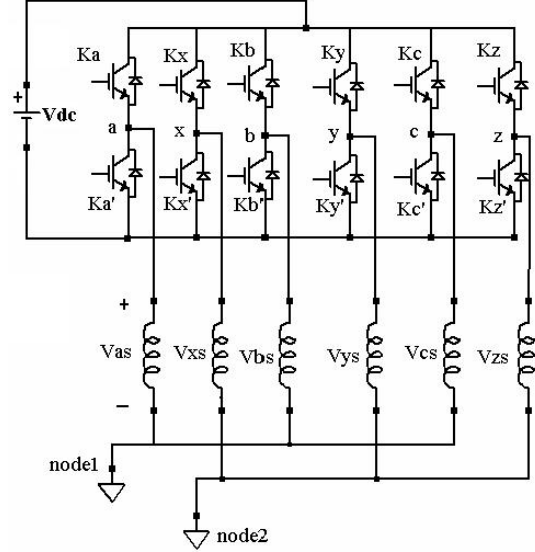 Ka Kx Kb Ky Kc Kz
+ Vdc
a x b y c z
Ka' Kx' Kb' Ky' Kc' Kz'
+
Vas Vxs Vbs Vys Vcs Vzs
–
node1
node2